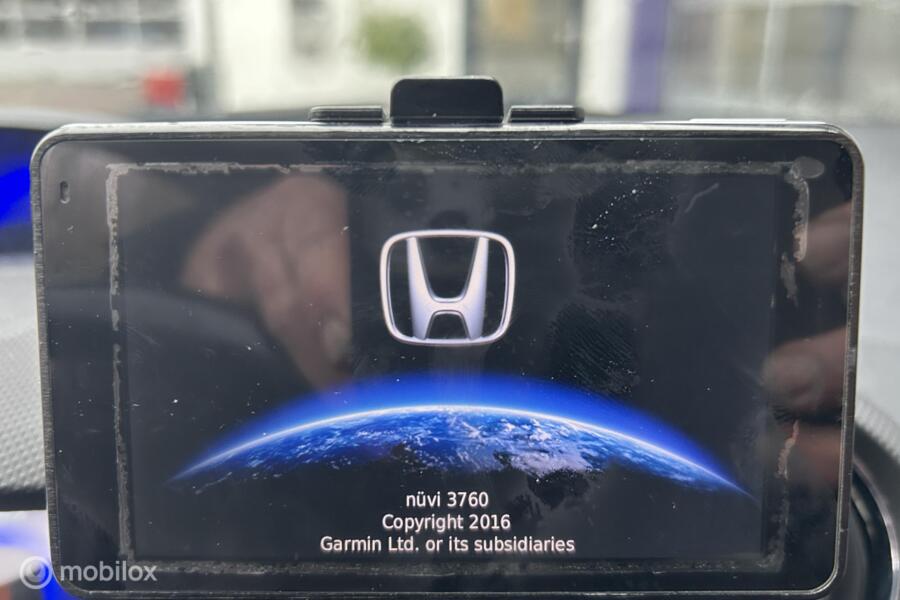 nüvi 3760
Copyright 2016
Garmin Ltd. or its subsidiaries
mobilox